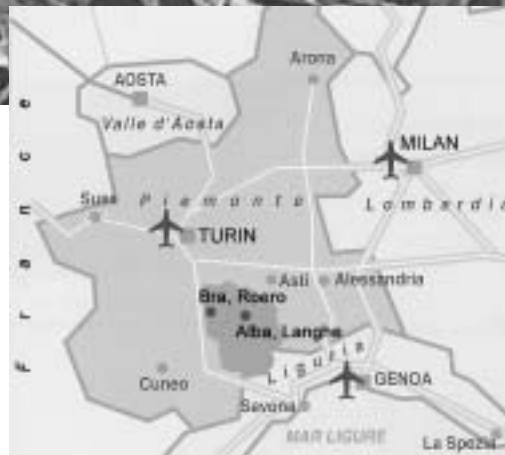 Arona
AOSTA
Valle d'Aosta
MILAN
Piemonte
Lombardia
Susa
TURIN
Asti
Alessandria
Bra, Roero
Alba, Langhe
Liguria
Cuneo
GENOA
Savona
MAR LIGURE
La Spezia
France